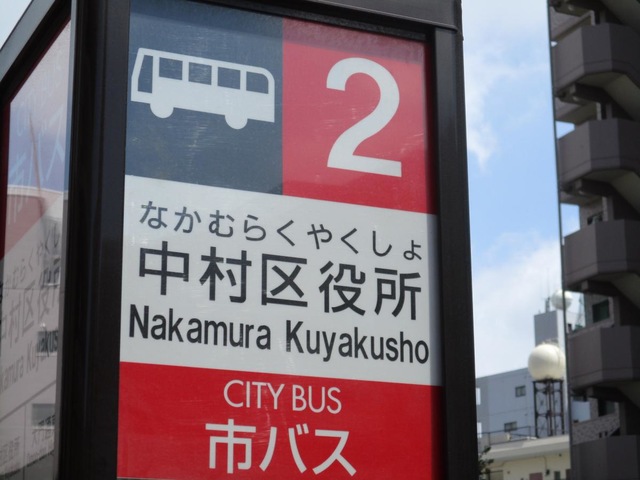 2
なかむらくやくしょ
中村区役所
Nakamura Kuyakusho
CITY BUS
市バス